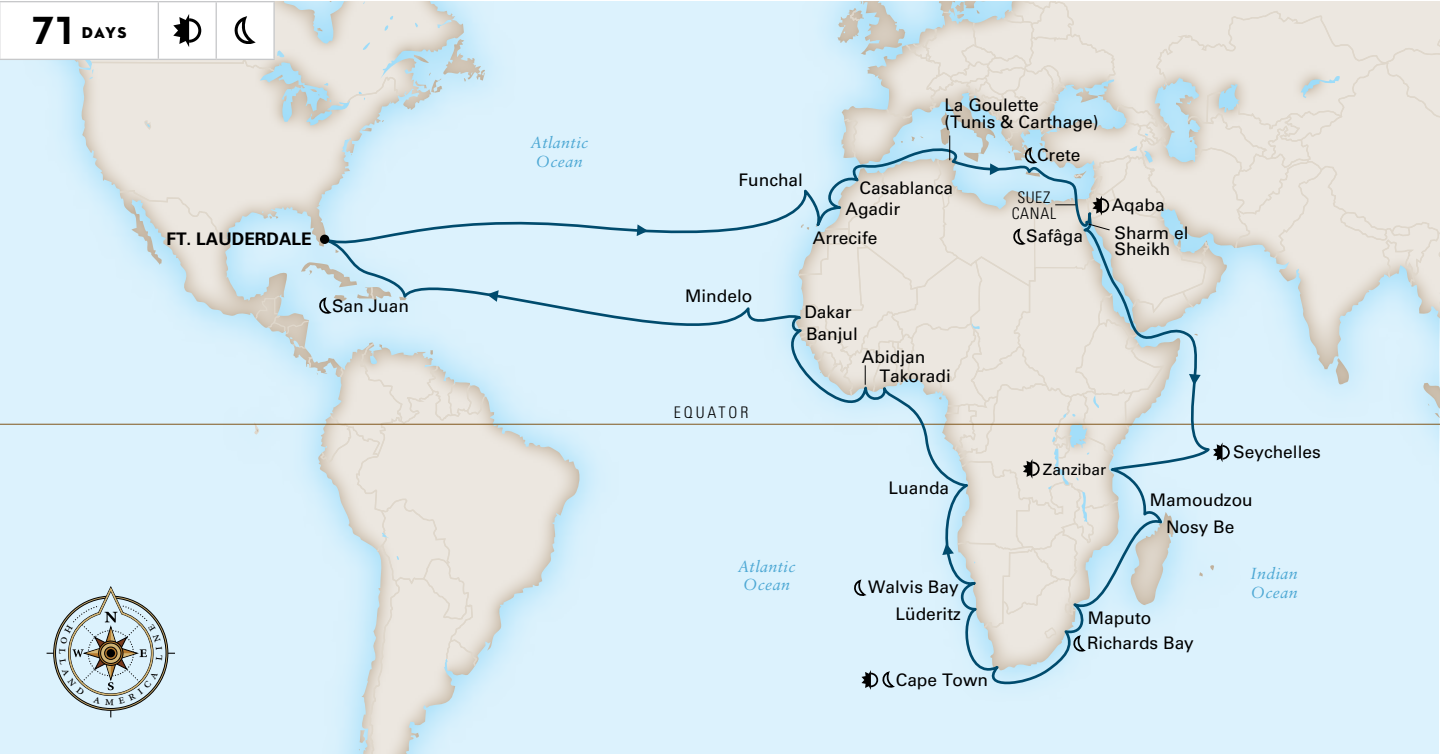 71 DAYS
La Goulette
(Tunis & Carthage)
Crete
Atlantic
Ocean
Funchal
Casablanca
SUEZ
CANAL
Aqaba
Agadir
FT. LAUDERDALE
Arrecife
Safâga
Sharm el
Sheikh
Mindelo
San Juan
Dakar
Banjul
Abidjan
Takoradi
EQUATOR
Seychelles
Zanzibar
Luanda
Mamoudzou
Nosy Be
Atlantic
Ocean
Indian
Ocean
Walvis Bay
Lüderitz
Maputo
Richards Bay
Cape Town
N
W E
S
HOLLAND AMERICA LINE